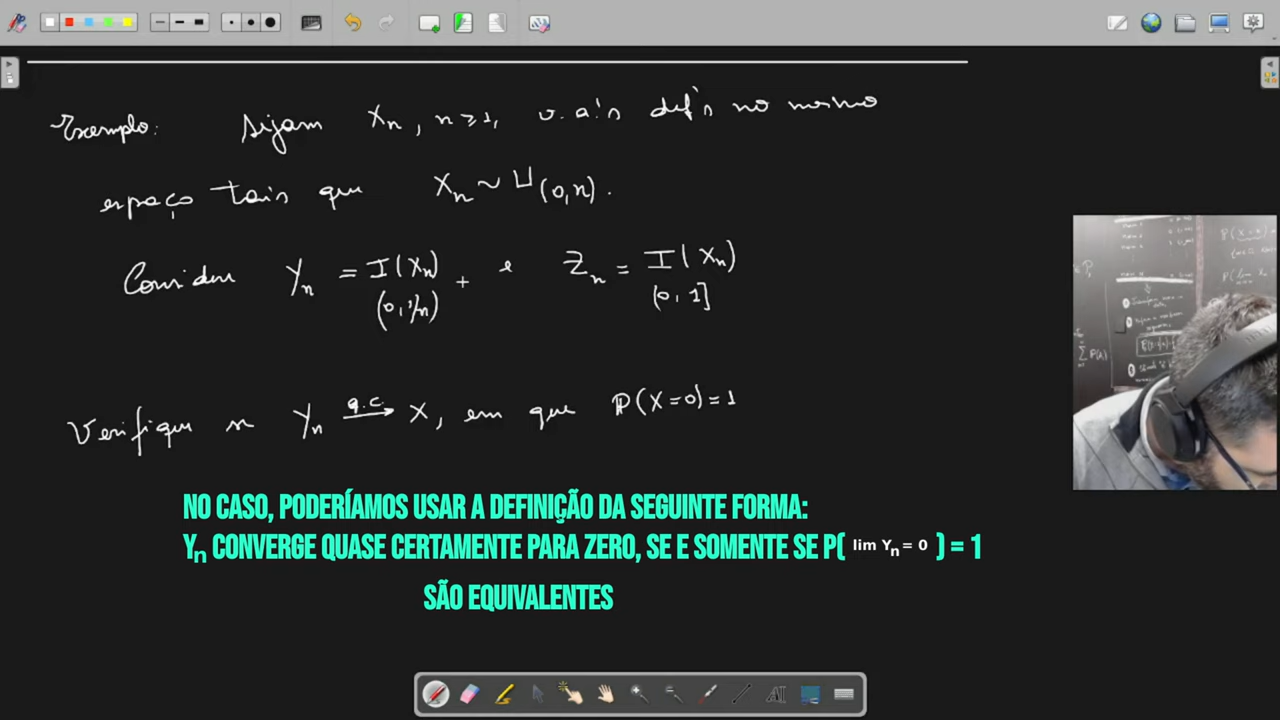 Exemplo: Sejam Xn, n ≥ 1, v.a's def's no mesmo
espaço tais que Xn ~ U(0,n).
Considere Yn = I(Xn) e Zn = I(Xn)
(0, 1/n) (0, 1]
Verifique se Yn q.c.→ X, em que P(X=0)=1
NO CASO, PODERÍAMOS USAR A DEFINIÇÃO DA SEGUINTE FORMA:
Yn CONVERGE QUASE CERTAMENTE PARA ZERO, SE E SOMENTE SE P( lim Yn = 0 ) = 1
SÃO EQUIVALENTES